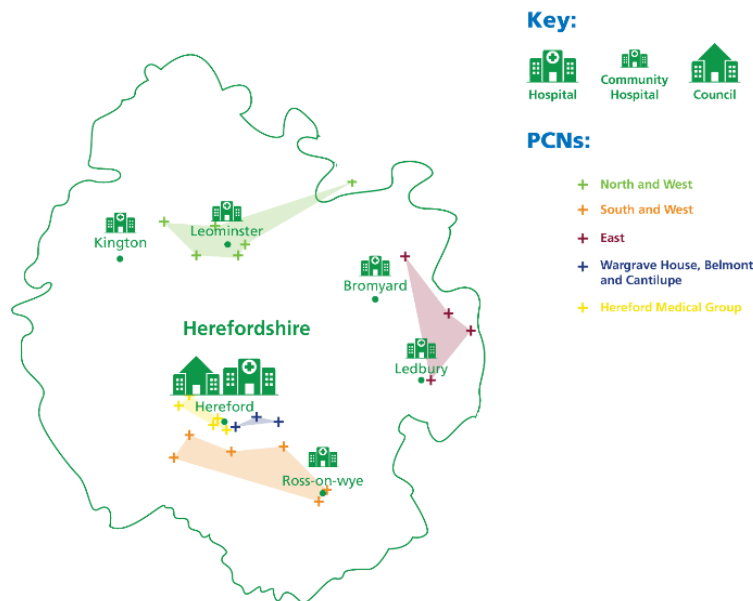 Key:
Hospital
Community
Hospital
Council
PCNs:
North and West
South and West
East
Wargrave House, Belmont
and Cantilupe
Hereford Medical Group
Kington
Leominster
Bromyard
Herefordshire
Ledbury
Hereford
Ross-on-wye